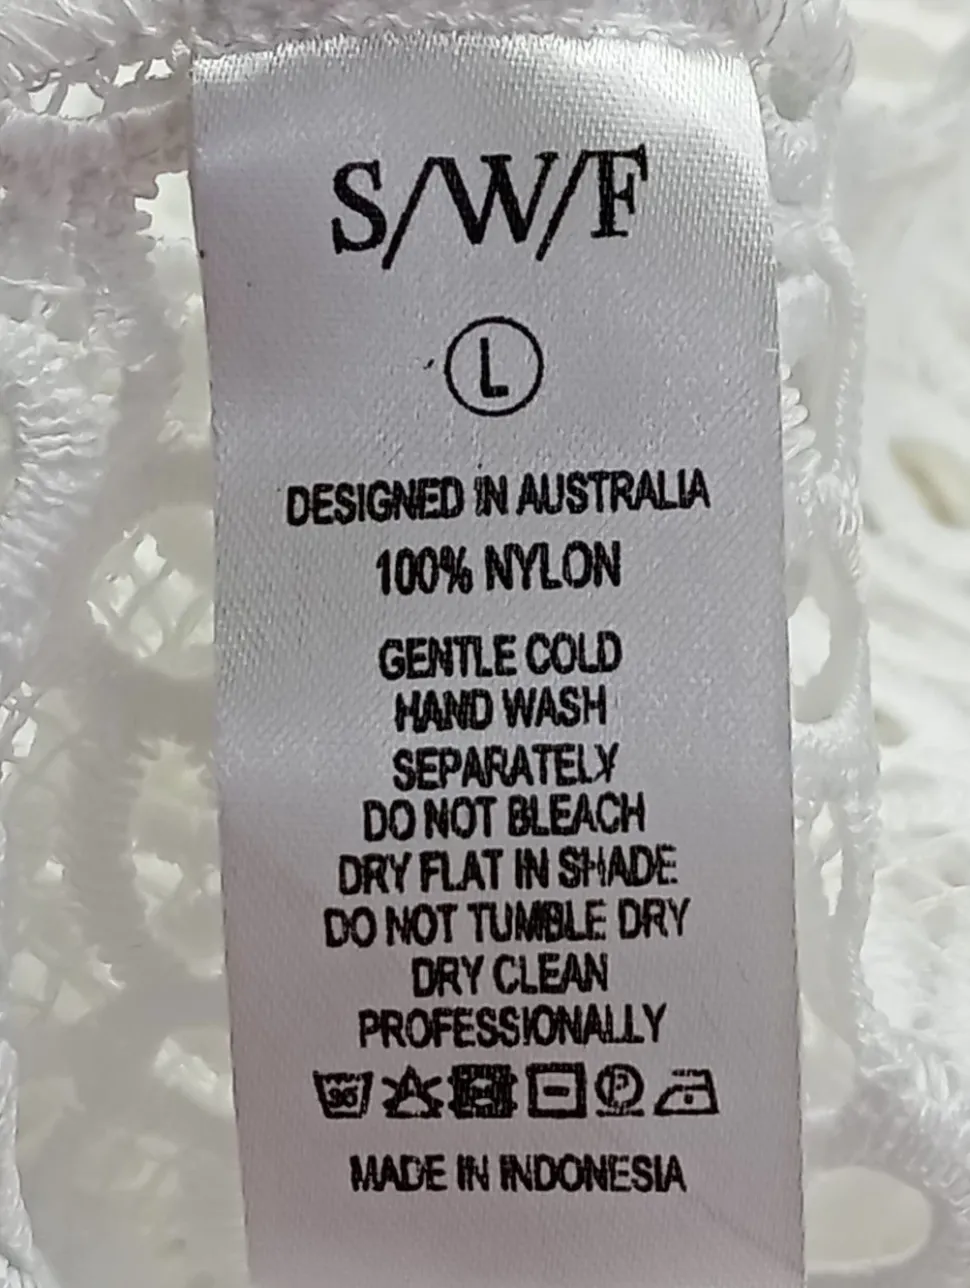 S/W/F
L
DESIGNED IN AUSTRALIA
100% NYLON
GENTLE COLD
HAND WASH
SEPARATELY
DO NOT BLEACH
DRY FLAT IN SHADE
DO NOT TUMBLE DRY
DRY CLEAN
PROFESSIONALLY
30 P
MADE IN INDONESIA